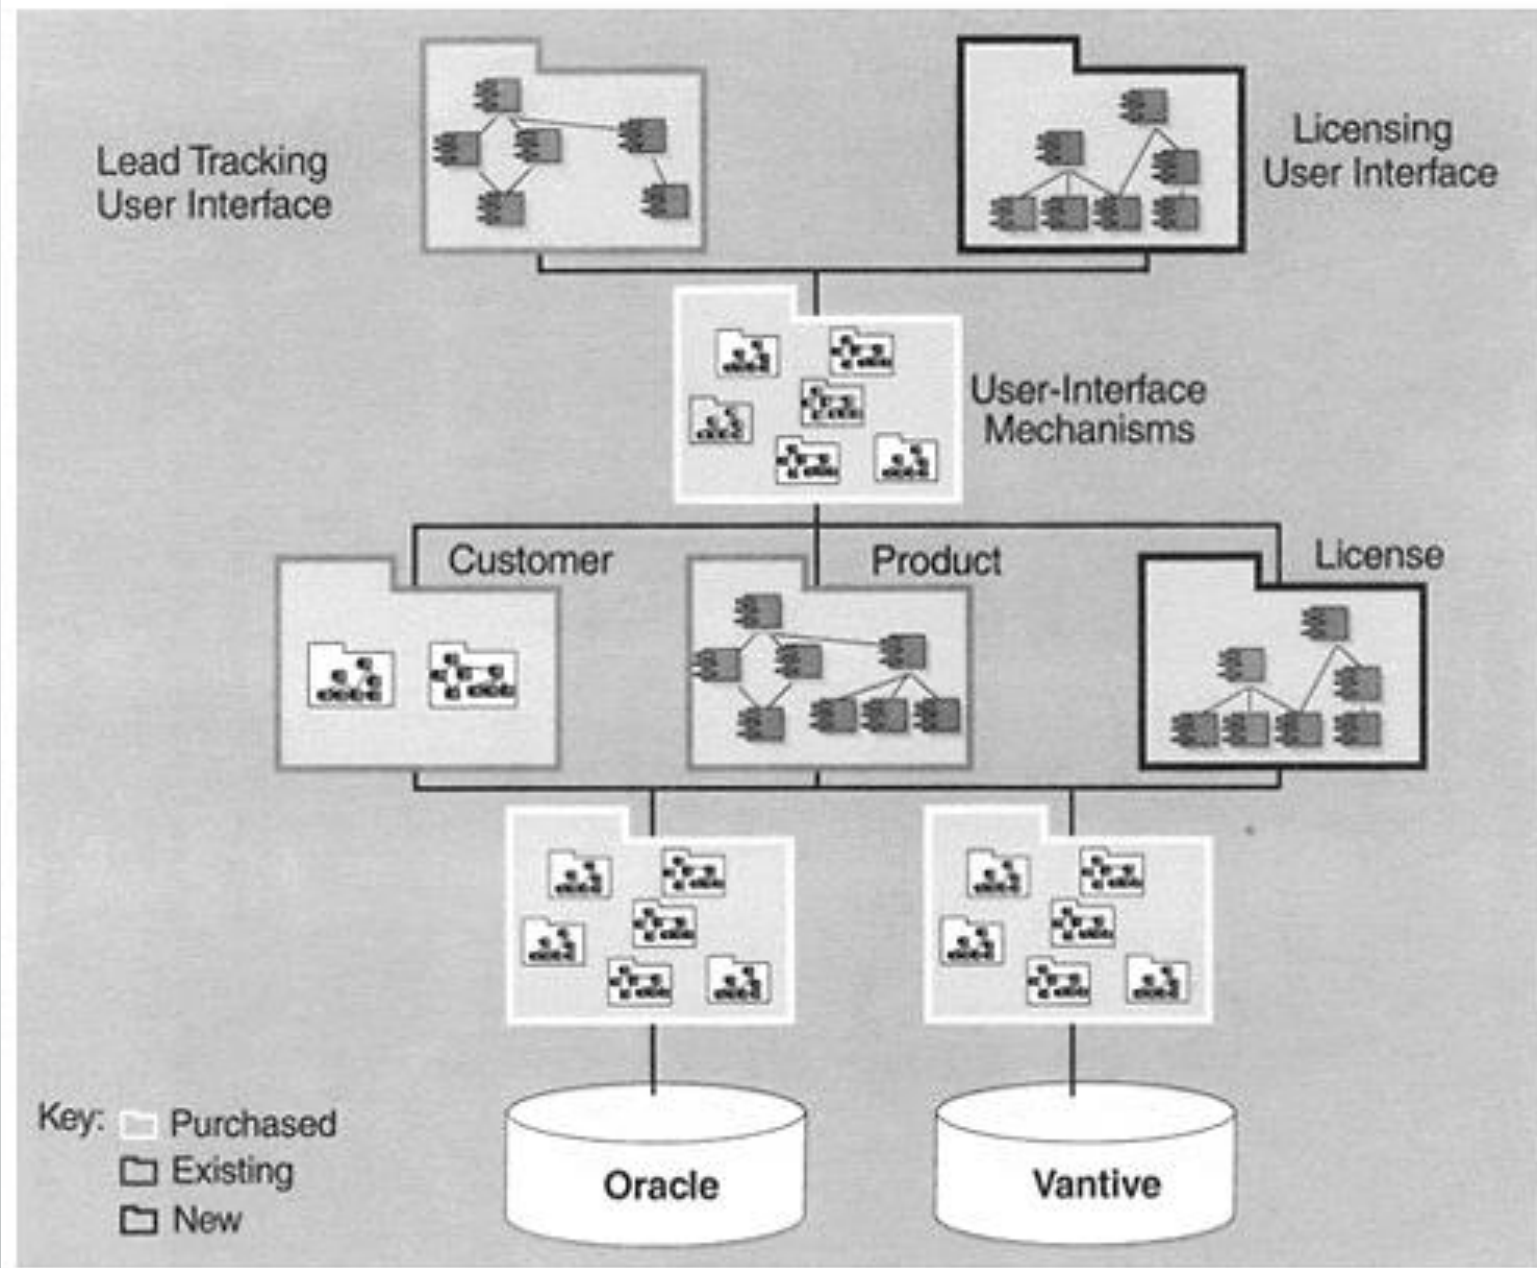 Lead Tracking
User Interface
Licensing
User Interface
User-Interface
Mechanisms
Customer
Product
License
Key:
Purchased
Existing
New
Oracle
Vantive